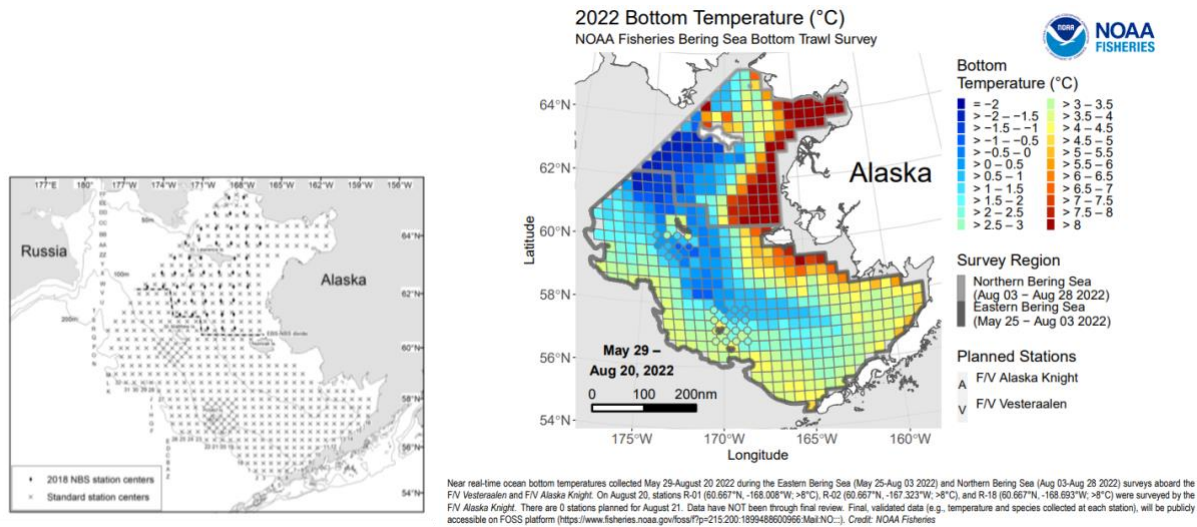 177°E 180° 177°W 174°W 171°W 168°W 165°W 162°W 159°W 156°W
Russia
Alaska
50m
100m
200m
64°N
62°N
60°N
58°N
56°N
54°N
2018 NBS station centers
Standard station centers
2022 Bottom Temperature (°C)
NOAA Fisheries Bering Sea Bottom Trawl Survey
64°N
62°N
60°N
58°N
56°N
54°N
Latitude
Alaska
May 29 –
Aug 20, 2022
0 100 200nm
175°W 170°W 165°W 160°W
Longitude
NOAA
NOAA
FISHERIES
Bottom
Temperature (°C)
= −2
> −2 – −1.5
> −1.5 – −1
> −1 – −0.5
> −0.5 – 0
> 0 – 0.5
> 0.5 – 1
> 1 – 1.5
> 1.5 – 2
> 2 – 2.5
> 2.5 – 3
> 3 – 3.5
> 3.5 – 4
> 4 – 4.5
> 4.5 – 5
> 5 – 5.5
> 5.5 – 6
> 6 – 6.5
> 6.5 – 7
> 7 – 7.5
> 7.5 – 8
> 8
Survey Region
Northern Bering Sea
(Aug 03 – Aug 28 2022)
Eastern Bering Sea
(May 25 – Aug 03 2022)
Planned Stations
A F/V Alaska Knight
V F/V Vesteraalen
Near real-time ocean bottom temperatures collected May 29-August 20 2022 during the Eastern Bering Sea (May 25-Aug 03 2022) and Northern Bering Sea (Aug 03-Aug 28 2022) surveys aboard the
F/V Vesteraalen and F/V Alaska Knight. On August 20, stations R-01 (60.667°N, -168.008°W; >8°C), R-02 (60.667°N, -167.323°W; >8°C), and R-18 (60.667°N, -168.693°W; >8°C) were surveyed by the
F/V Alaska Knight. There are 0 stations planned for August 21. Data have NOT been through final review. Final, validated data (e.g., temperature and species collected at each station), will be publicly
accessible on FOSS platform (https://www.fisheries.noaa.gov/foss/f?p=215:200:1899488600966:Mail:NO:::). Credit: NOAA Fisheries